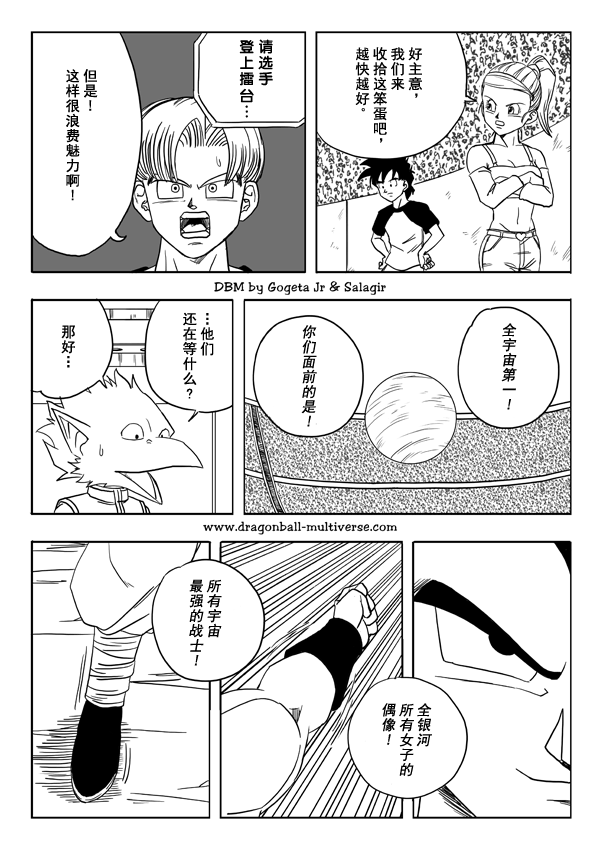 好主意，
我们来
收拾这笨蛋吧，
越快越好。
请选手
登上擂台…
但是！
这样很浪费魅力啊！
DBM by Gogeta Jr & Salagir
全宇宙第一！
你们面前的是！
…他们
还在等什么？
那好…
www.dragonball-multiverse.com
全银河
所有女子的
偶像！
所有宇宙
最强的战士！